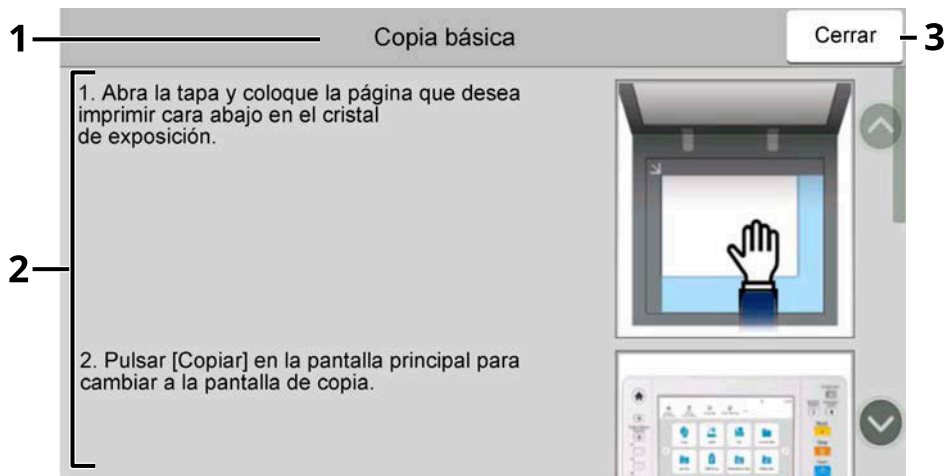 1
Copia básica
Cerrar
3
2
1. Abra la tapa y coloque la página que desea
imprimir cara abajo en el cristal
de exposición.
2. Pulsar [Copiar] en la pantalla principal para
cambiar a la pantalla de copia.